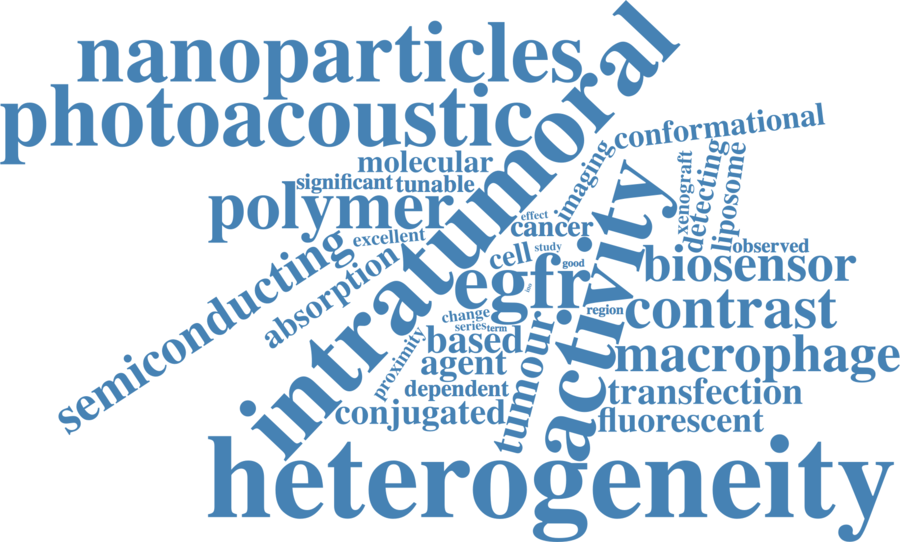 nanoparticles
photoacoustic
intratumoral
conformational
molecular
imaging
significant
tunable
xenograft
detecting
liposome
polymer
effect
cancer
activity
excellent
study
observed
semiconducting
absorption
cell
good
biosensor
egfr
change
region
contrast
series
term
based
proximity
agent
tumour
macrophage
dependent
transfection
conjugated
fluorescent
heterogeneity